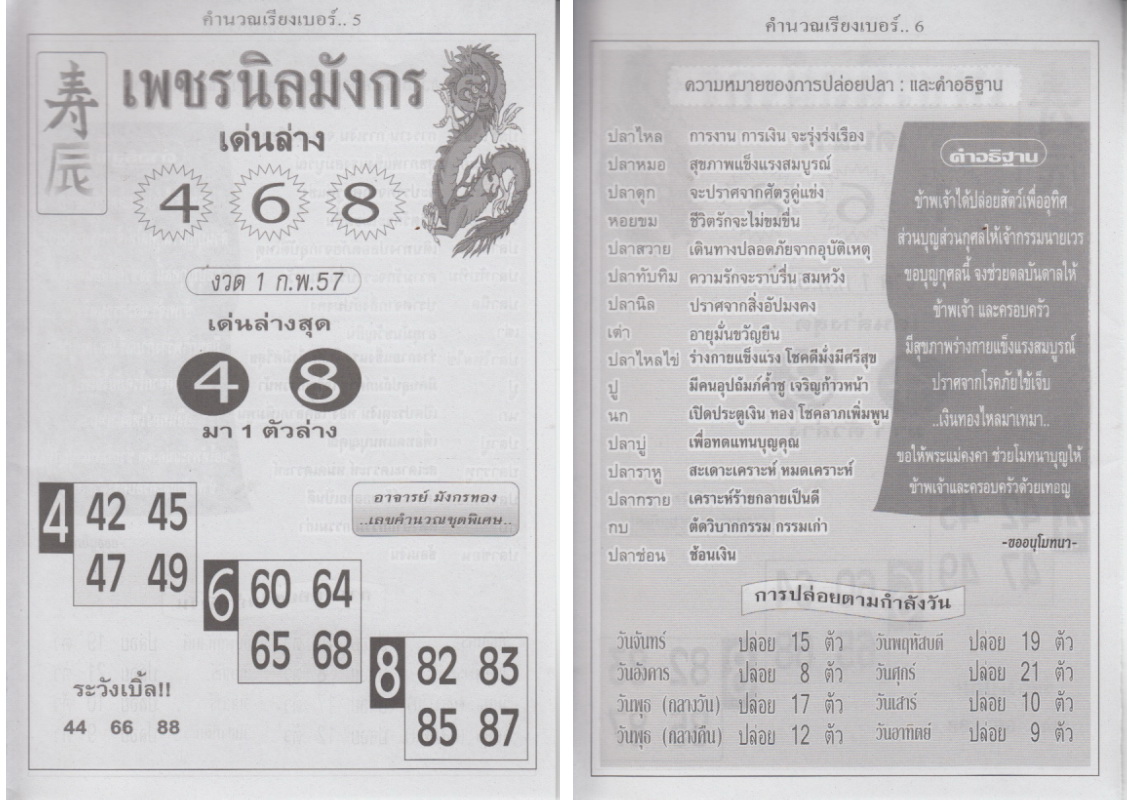 คำนวณเรียงเบอร์.. 5
寿
辰
เพชรนิลมังกร
เด่นล่าง
4 6 8
งวด 1 ก.พ.57
เด่นล่างสุด
4 8
มา 1 ตัวล่าง
อาจารย์ มังกรทอง
..เลขคำนวณชุดพิเศษ..
4 42 45
47 49
6 60 64
65 68
8 82 83
85 87
ระวังเบิ้ล!!
44 66 88
คำนวณเรียงเบอร์.. 6
ความหมายของการปล่อยปลา : และคำอธิฐาน
ปลาไหล การงาน การเงิน จะรุ่งร่งเรือง
ปลาหมอ สุขภาพแข็งแรงสมบูรณ์
ปลาดุก จะปราศจากศัตรูคู่แข่ง
หอยขม ชีวิตรักจะไม่ขมขื่น
ปลาสวาย เดินทางปลอดภัยจากอุบัติเหตุ
ปลาทับทิม ความรักจะราบรื่น สมหวัง
ปลานิล ปราศจากสิ่งอัปมงคง
เต่า อายุมั่นขวัญยืน
ปลาไหลไข่ ร่างกายแข็งแรง โชคดีมั่งมีศรีสุข
ปู มีคนอุปถัมภ์ค้ำชู เจริญก้าวหน้า
นก เปิดประตูเงิน ทอง โชคลาภเพิ่มพูน
ปลาบู่ เพื่อทดแทนบุญคุณ
ปลาราหู สะเดาะเคราะห์ หมดเคราะห์
ปลากราย เคราะห์ร้ายกลายเป็นดี
กบ ตัดวิบากกรรม กรรมเก่า
ปลาช่อน ช้อนเงิน
คำอธิฐาน
ข้าพเจ้าได้ปล่อยสัตว์เพื่ออุทิศ
ส่วนบุญส่วนกุศลให้เจ้ากรรมนายเวร
ขอบุญกุศลนี้ จงช่วยดลบันดาลให้
ข้าพเจ้า และครอบครัว
มีสุขภาพร่างกายแข็งแรงสมบูรณ์
ปราศจากโรคภัยไข้เจ็บ
..เงินทองไหลมาเทมา..
ขอให้พระแม่คงคา ช่วยโมทนาบุญให้
ข้าพเจ้าและครอบครัวด้วยเทอญ
-ขออนุโมทนา-
การปล่อยตามกำลังวัน
วันจันทร์ ปล่อย 15 ตัว วันพฤหัสบดี ปล่อย 19 ตัว
วันอังคาร ปล่อย 8 ตัว วันศุกร์ ปล่อย 21 ตัว
วันพุธ (กลางวัน) ปล่อย 17 ตัว วันเสาร์ ปล่อย 10 ตัว
วันพุธ (กลางคืน) ปล่อย 12 ตัว วันอาทิตย์ ปล่อย 9 ตัว